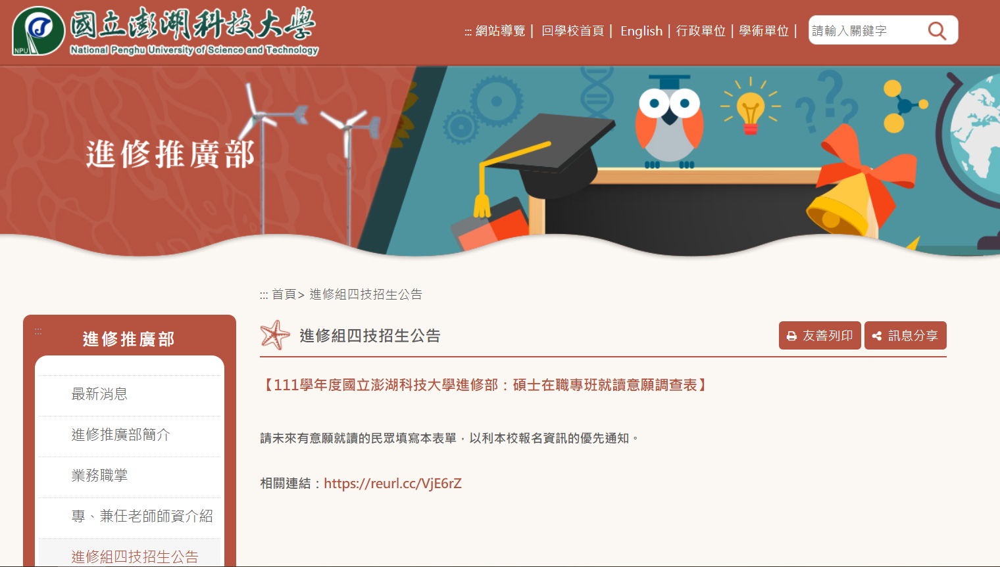 NPU
國立澎湖科技大學
National Penghu University of Science and Technology
::: 網站導覽 | 回學校首頁 | English | 行政單位 | 學術單位 |
請輸入關鍵字
進修推廣部
::: 首頁> 進修組四技招生公告
:::
進修推廣部
最新消息
進修推廣部簡介
業務職掌
專、兼任老師師資介紹
進修組四技招生公告
進修組四技招生公告
友善列印
訊息分享
【111學年度國立澎湖科技大學進修部：碩士在職專班就讀意願調查表】
請未來有意願就讀的民眾填寫本表單，以利本校報名資訊的優先通知。
相關連結：https://reurl.cc/VjE6rZ